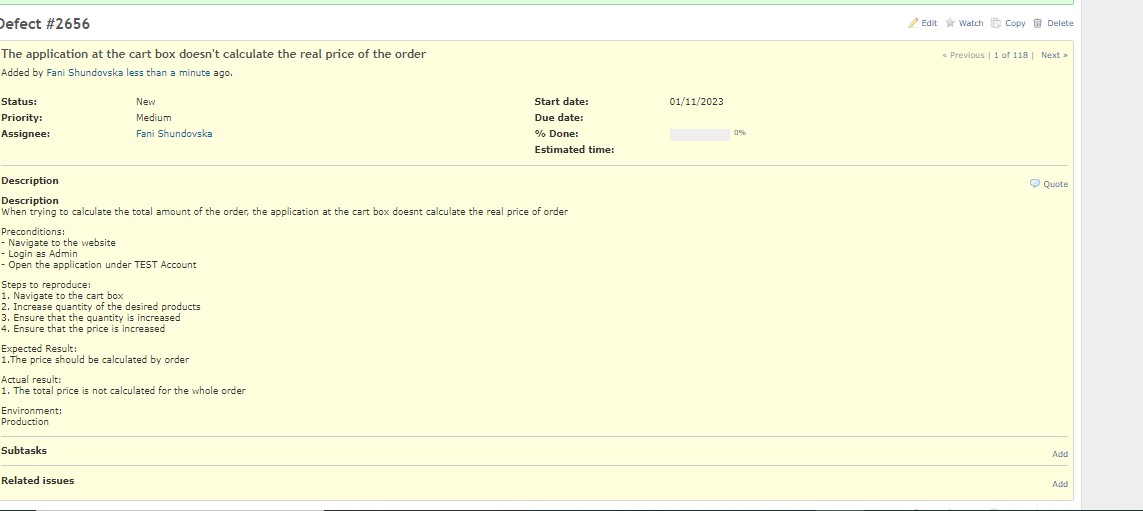 Defect #2656
Edit Watch Copy Delete
The application at the cart box doesn't calculate the real price of the order
« Previous | 1 of 118 | Next »
Added by Fani Shundovska less than a minute ago.
Status: New Start date: 01/11/2023
Priority: Medium Due date:
Assignee: Fani Shundovska % Done: 0%
Estimated time:
Description
Quote
Description
When trying to calculate the total amount of the order, the application at the cart box doesnt calculate the real price of order
Preconditions:
- Navigate to the website
- Login as Admin
- Open the application under TEST Account
Steps to reproduce:
1. Navigate to the cart box
2. Increase quantity of the desired products
3. Ensure that the quantity is increased
4. Ensure that the price is increased
Expected Result:
1.The price should be calculated by order
Actual result:
1. The total price is not calculated for the whole order
Environment:
Production
Subtasks
Add
Related issues
Add